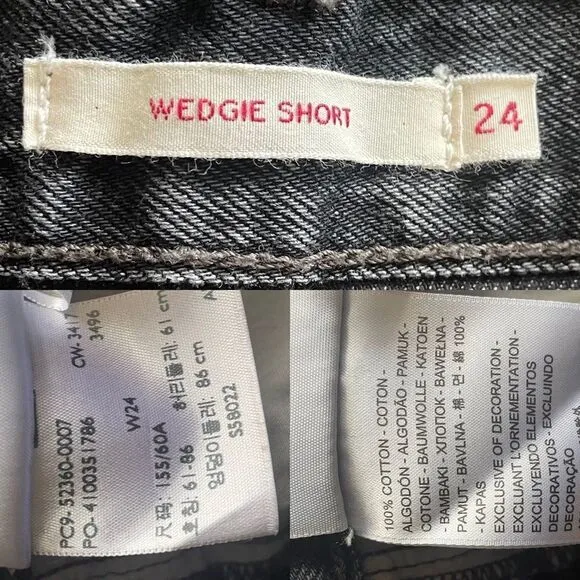 WEDGIE SHORT
24
PC9-52360-0007
CW- 3417
PO- 4100351786
3496
W24
尺码: 155/60A
허리둘레: 61 cm
호칭: 61-86
엉덩이둘레: 86 cm
S58022
100% COTTON - COTON -
ALGODÓN - ALGODÃO - PAMUK -
COTONE - BAUMWOLLE - KATOEN
- BAMBAKI - ХЛОПОК - BAWEŁNA -
PAMUT - BAVLNA - 棉 - 면 - 綿 100%
- KAPAS
EXCLUSIVE OF DECORATION -
EXCLUANT L'ORNEMENTATION -
EXCLUYENDO ELEMENTOS
DECORATIVOS - EXCLUINDO
DECORAÇÃO